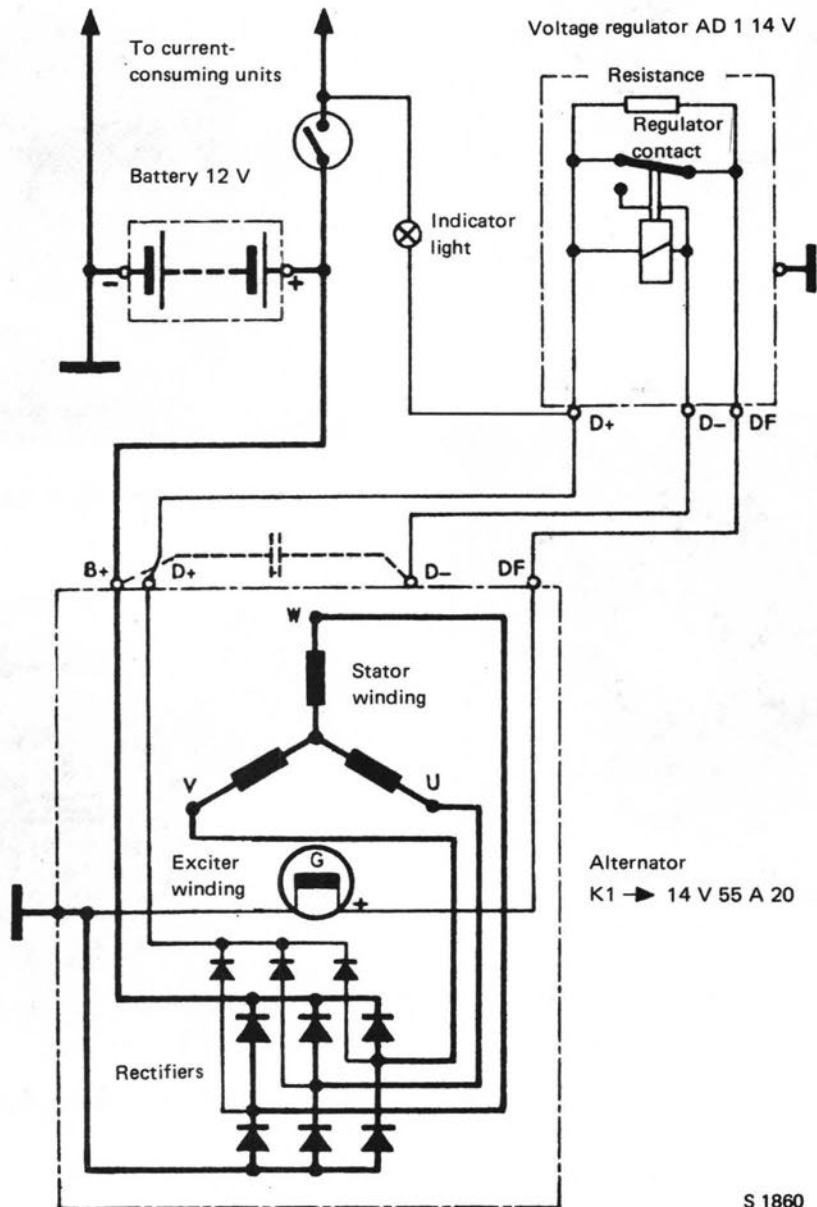 Voltage regulator AD 1 14 V
To current-
consuming units
Resistance
Regulator
contact
Battery 12 V
Indicator
light
-
+
D+
D-
DF
B+
D+
D-
DF
W
Stator
winding
V
U
Exciter
winding
G
+
Alternator
K1 → 14 V 55 A 20
Rectifiers
S 1860